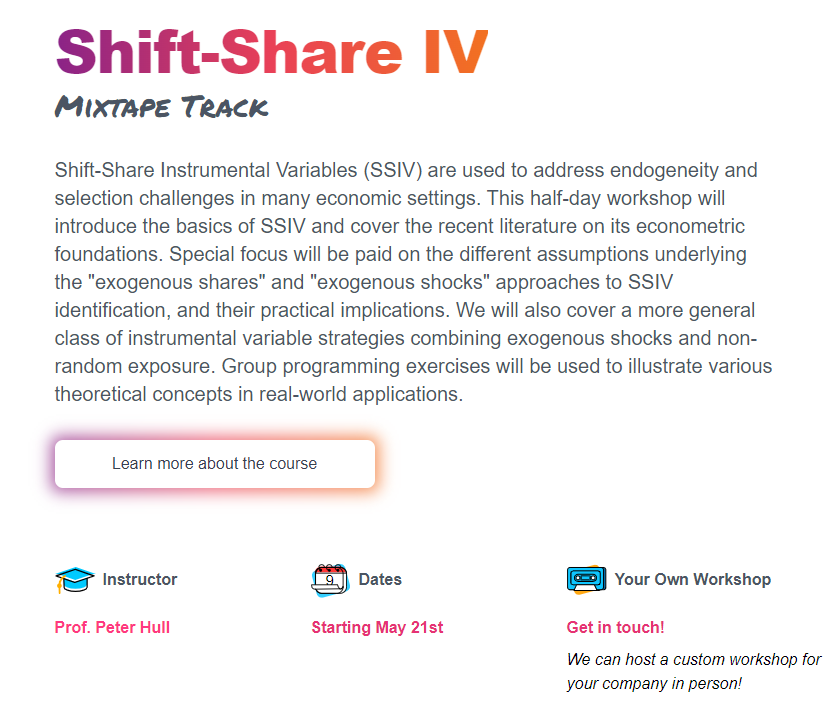 Shift-Share IV
Mixtape Track
Shift-Share Instrumental Variables (SSIV) are used to address endogeneity and
selection challenges in many economic settings. This half-day workshop will
introduce the basics of SSIV and cover the recent literature on its econometric
foundations. Special focus will be paid on the different assumptions underlying
the "exogenous shares" and "exogenous shocks" approaches to SSIV
identification, and their practical implications. We will also cover a more general
class of instrumental variable strategies combining exogenous shocks and non-
random exposure. Group programming exercises will be used to illustrate various
theoretical concepts in real-world applications.
Learn more about the course
Instructor
Prof. Peter Hull
9
Dates
Starting May 21st
Your Own Workshop
Get in touch!
We can host a custom workshop for
your company in person!